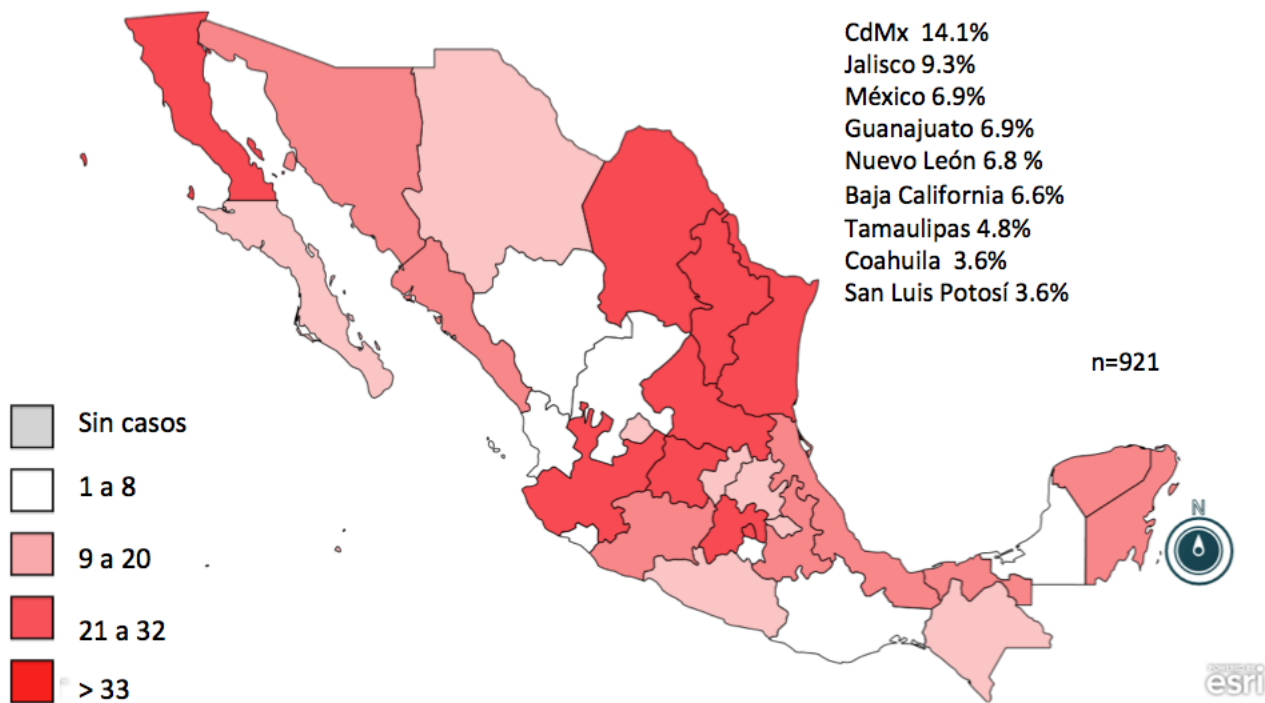 CdMx 14.1%
Jalisco 9.3%
México 6.9%
Guanajuato 6.9%
Nuevo León 6.8 %
Baja California 6.6%
Tamaulipas 4.8%
Coahuila 3.6%
San Luis Potosí 3.6%
n=921
Sin casos
1 a 8
9 a 20
21 a 32
> 33
N
POWERED BY
esri